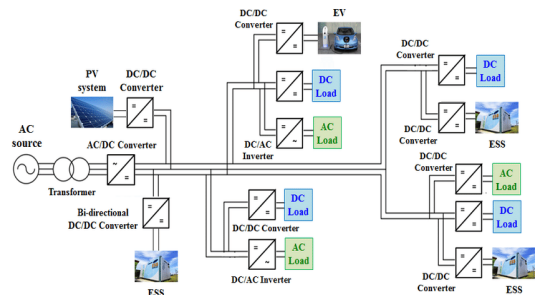 DC/DC
Converter
EV
PV
system
DC/DC
Converter
DC
Load
DC/DC
Converter
DC
Load
AC
source
AC/DC Converter
AC
Load
DC/AC
Inverter
DC/DC
Converter
ESS
Transformer
DC/DC
Converter
AC
Load
Bi-directional
DC/DC Converter
DC
Load
DC/DC Converter
DC
Load
AC
Load
DC/AC Inverter
ESS
DC/DC
Converter
ESS